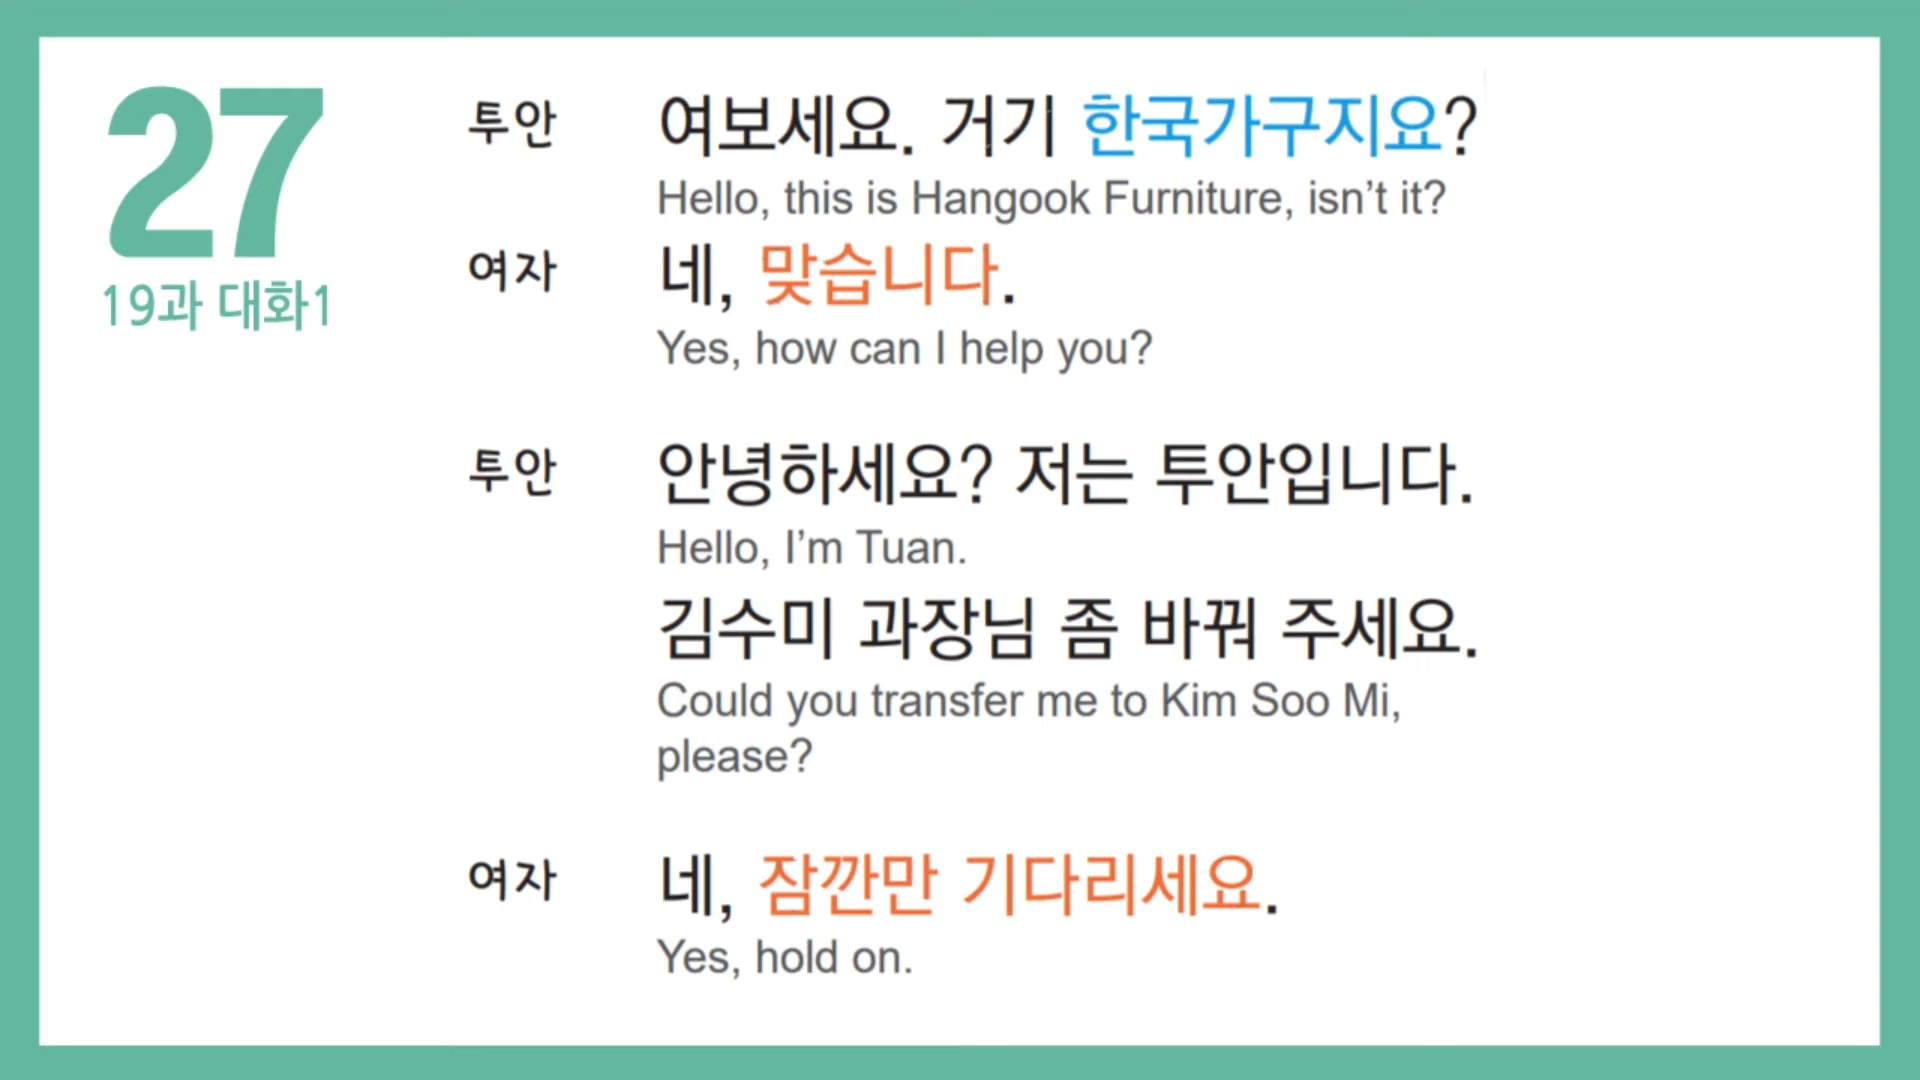 27
19과 대화1
투안 여보세요. 거기 한국가구지요?
Hello, this is Hangook Furniture, isn’t it?
여자 네, 맞습니다.
Yes, how can I help you?
투안 안녕하세요? 저는 투안입니다.
Hello, I’m Tuan.
김수미 과장님 좀 바꿔 주세요.
Could you transfer me to Kim Soo Mi,
please?
여자 네, 잠깐만 기다리세요.
Yes, hold on.